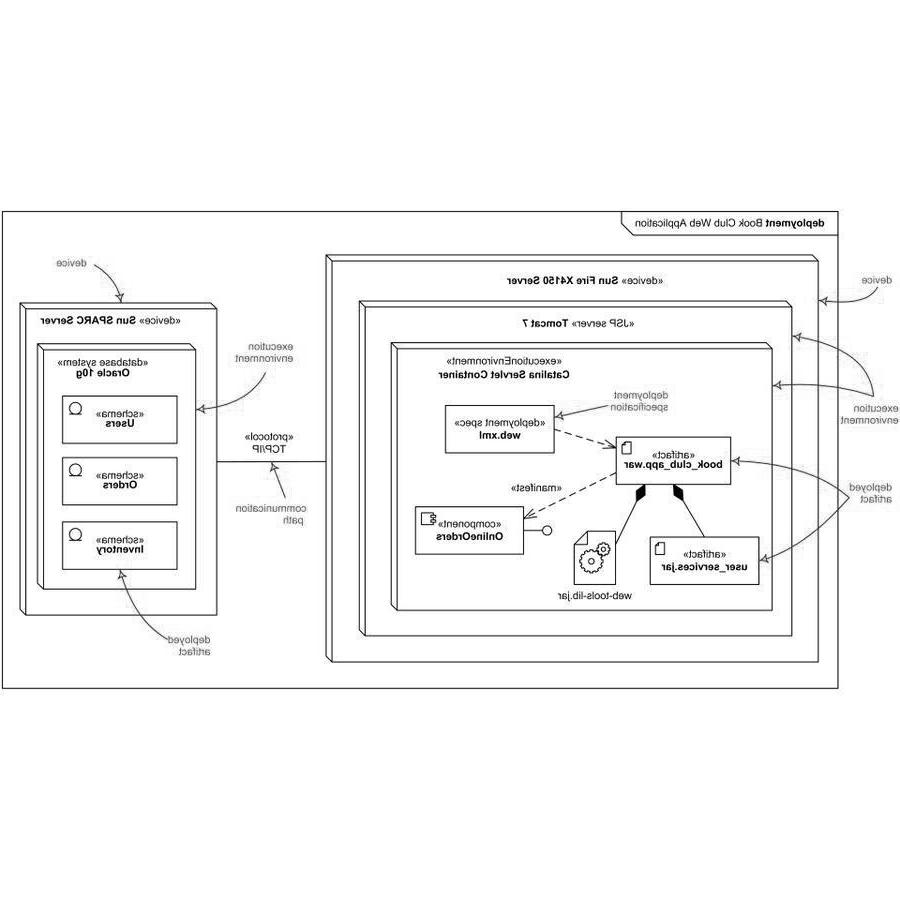 deployment Book Club Web Application
device
«device» Sun Fire X4150 Server
device
«JSP server» Tomcat 7
«executionEnvironment»
Catalina Servlet Container
execution
environment
deployment
specification
«deployment spec»
web.xml
«artifact»
book_club_app.war
deployed
artifact
«manifest»
«component»
OnlineOrders
web-tools-lib.jar
«artifact»
user_services.jar
«protocol»
TCP/IP
communication
path
execution
environment
«device» Sun SPARC Server
«database system»
Oracle 10g
«schema»
Users
«schema»
Orders
«schema»
Inventory
deployed
artifact